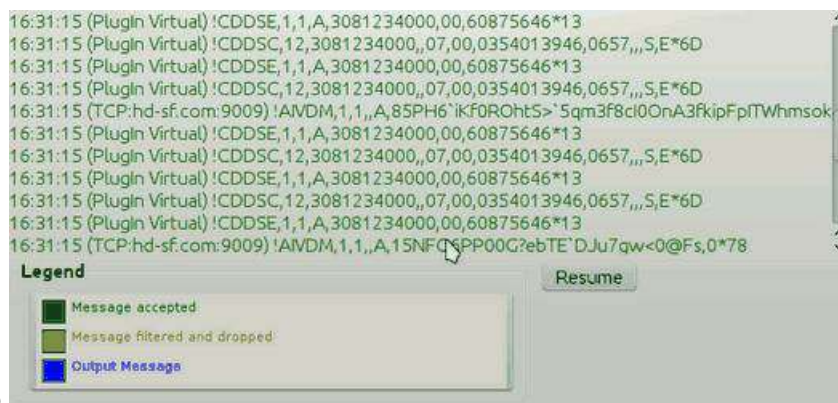 16:31:15 (PlugIn Virtual) !CDDSE,1,1,A,3081234000,00,60875646*13
16:31:15 (PlugIn Virtual) !CDDSC,12,3081234000,,07,00,0354013946,0657,,,S,E*6D
16:31:15 (PlugIn Virtual) !CDDSE,1,1,A,3081234000,00,60875646*13
16:31:15 (PlugIn Virtual) !CDDSC,12,3081234000,,07,00,0354013946,0657,,,S,E*6D
16:31:15 (TCP:hd-sf.com:9009) !AIVDM,1,1,,A,85PH6`iKf0ROhtS>`5qm3f8cI0OnA3fkipFpITWhmsok
16:31:15 (PlugIn Virtual) !CDDSE,1,1,A,3081234000,00,60875646*13
16:31:15 (PlugIn Virtual) !CDDSC,12,3081234000,,07,00,0354013946,0657,,,S,E*6D
16:31:15 (PlugIn Virtual) !CDDSE,1,1,A,3081234000,00,60875646*13
16:31:15 (PlugIn Virtual) !CDDSC,12,3081234000,,07,00,0354013946,0657,,,S,E*6D
16:31:15 (PlugIn Virtual) !CDDSE,1,1,A,3081234000,00,60875646*13
16:31:15 (TCP:hd-sf.com:9009)
Legend
Resume
Message accepted
Message filtered and dropped
Output Message